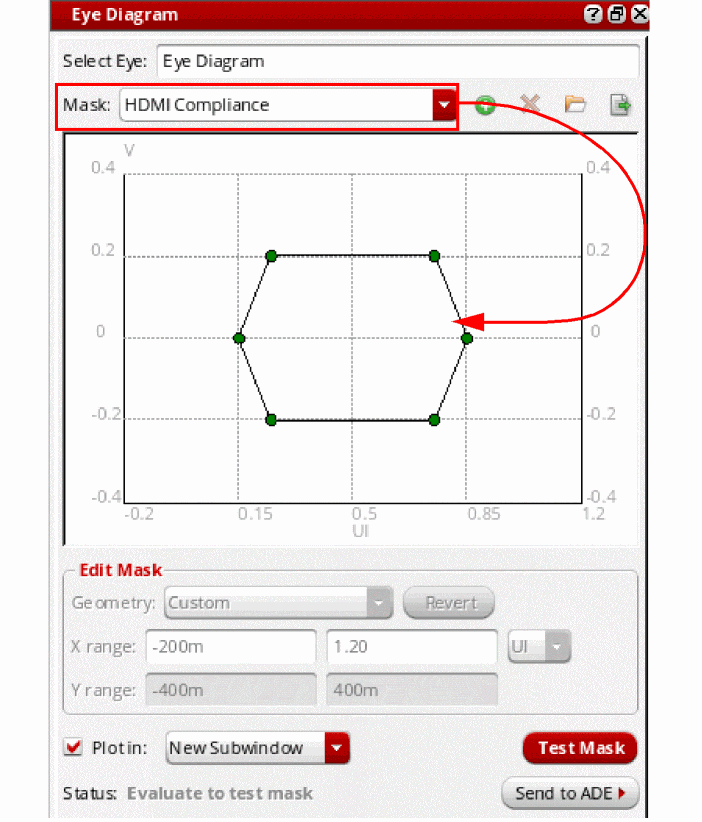 Eye Diagram
Select Eye: Eye Diagram
Mask: HDMI Compliance
V
0.4 0.4
0.2 0.2
0 0
-0.2 -0.2
-0.4 -0.4
-0.2 0.15 0.5 0.85 1.2
UI
Edit Mask
Geometry: Custom Revert
X range: -200m 1.20 UI
Y range: -400m 400m
Plot in: New Subwindow Test Mask
Status: Evaluate to test mask Send to ADE